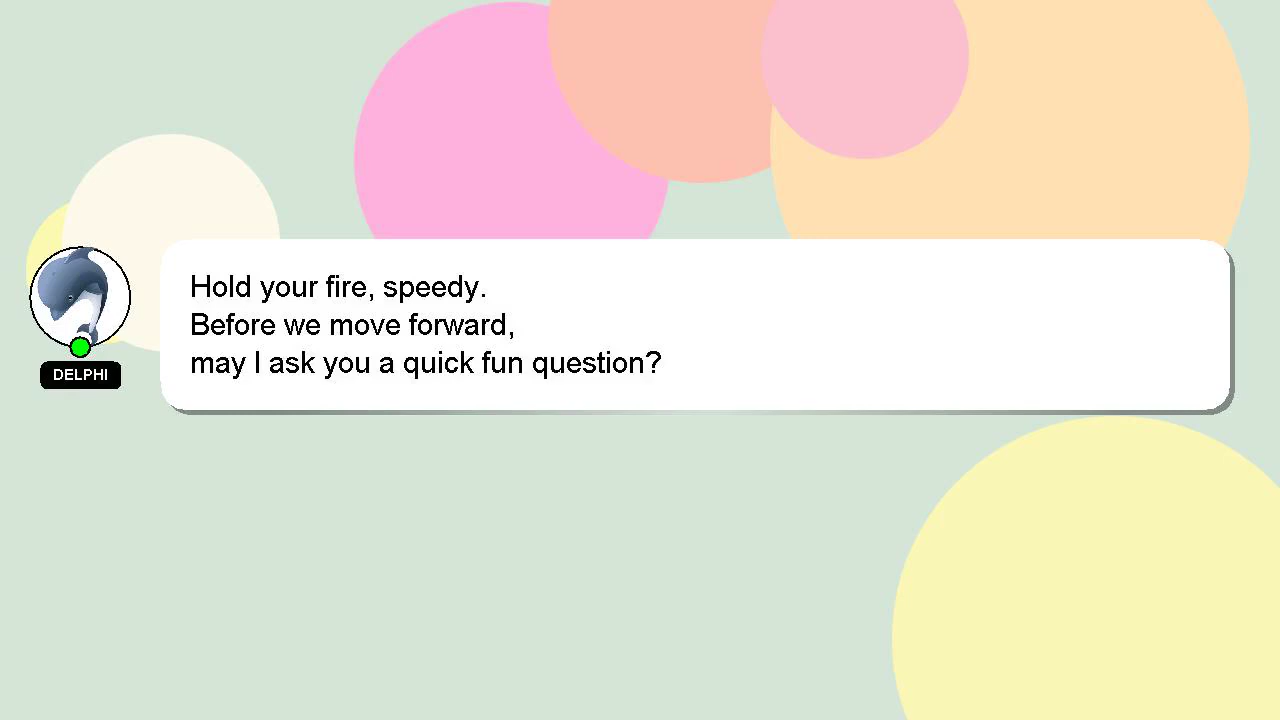 Hold your fire, speedy.
Before we move forward,
may I ask you a quick fun question?
DELPHI